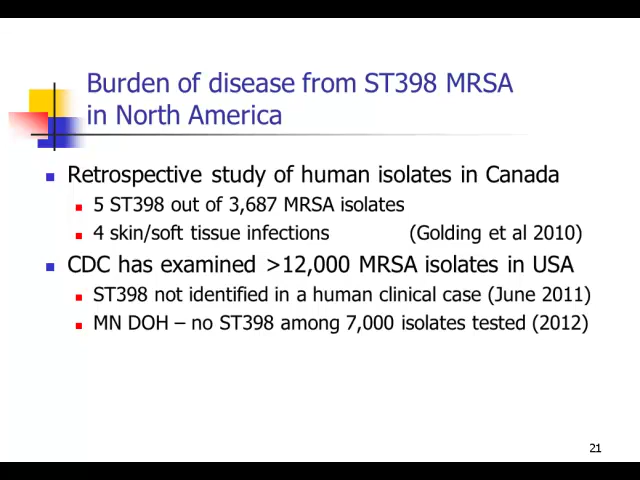 Burden of disease from ST398 MRSA
in North America
Retrospective study of human isolates in Canada
5 ST398 out of 3,687 MRSA isolates
4 skin/soft tissue infections (Golding et al 2010)
CDC has examined >12,000 MRSA isolates in USA
ST398 not identified in a human clinical case (June 2011)
MN DOH – no ST398 among 7,000 isolates tested (2012)
21